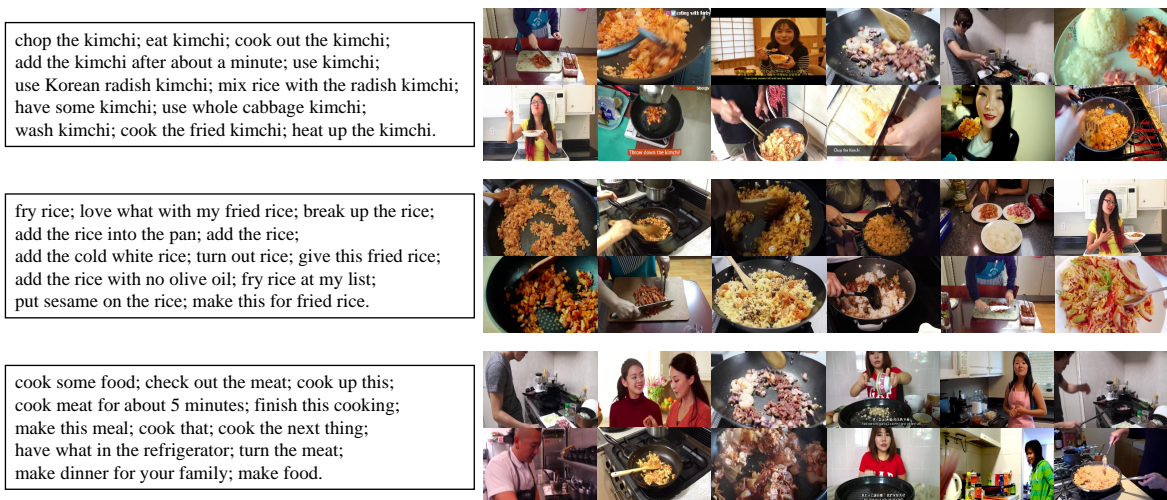 chop the kimchi; eat kimchi; cook out the kimchi;
add the kimchi after about a minute; use kimchi;
use Korean radish kimchi; mix rice with the radish kimchi;
have some kimchi; use whole cabbage kimchi;
wash kimchi; cook the fried kimchi; heat up the kimchi.
eating with Kirby
Throw down the kimchi!
Chop the kimchi
fry rice; love what with my fried rice; break up the rice;
add the rice into the pan; add the rice;
add the cold white rice; turn out rice; give this fried rice;
add the rice with no olive oil; fry rice at my list;
put sesame on the rice; make this for fried rice.
cook some food; check out the meat; cook up this;
cook meat for about 5 minutes; finish this cooking;
make this meal; cook that; cook the next thing;
have what in the refrigerator; turn the meat;
make dinner for your family; make food.